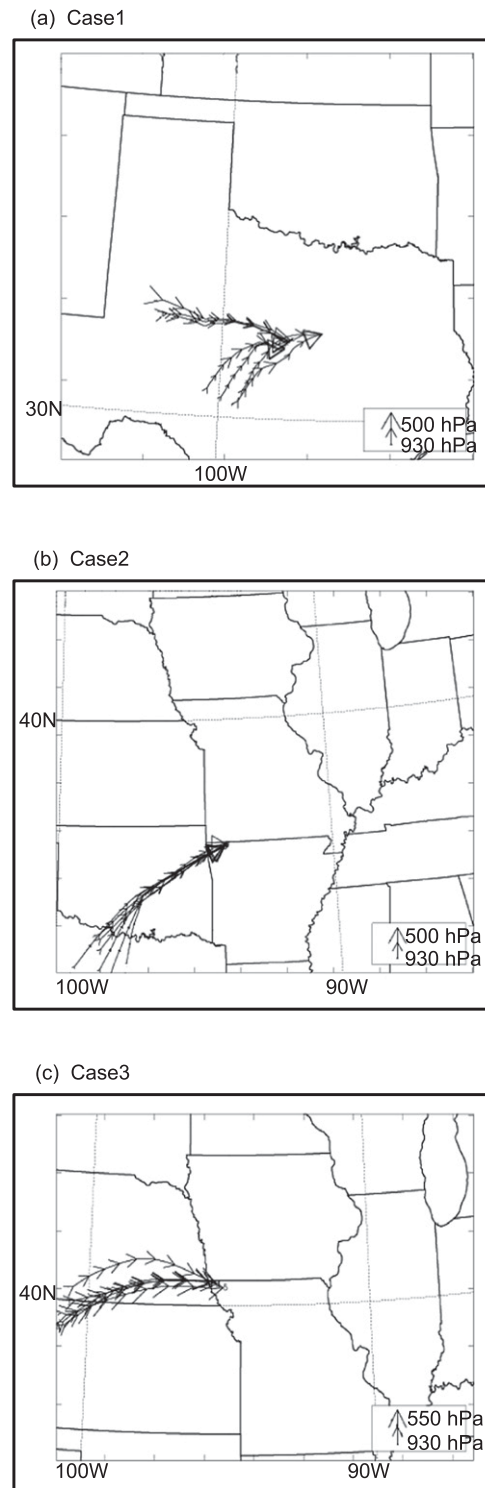 (a) Case1
30N
500 hPa
930 hPa
100W
(b) Case2
40N
500 hPa
930 hPa
100W 90W
(c) Case3
40N
550 hPa
930 hPa
100W 90W